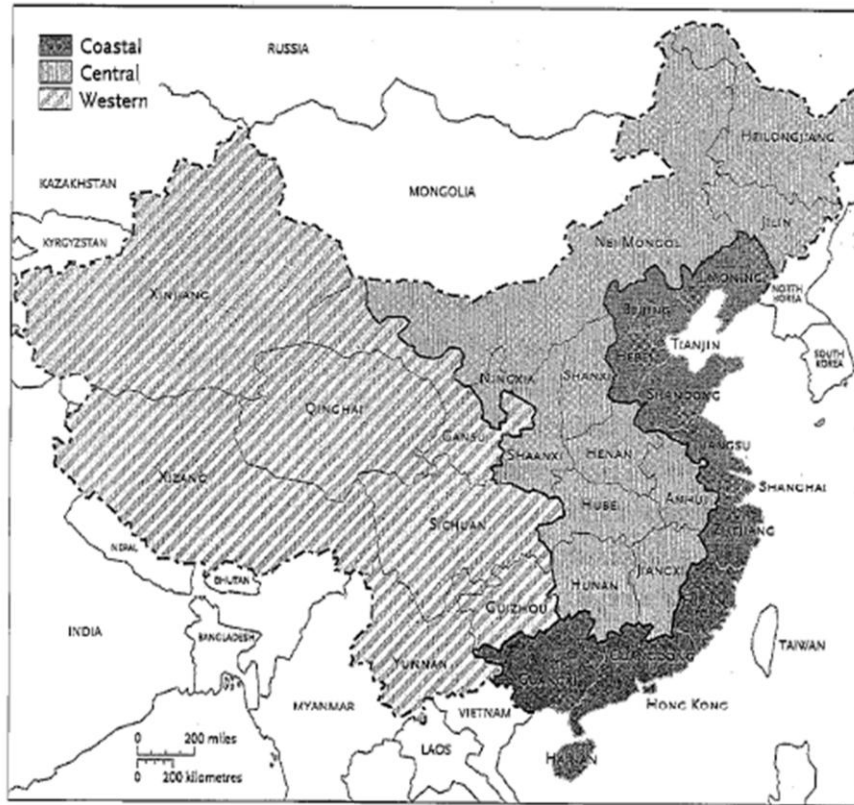 Coastal
Central
Western
RUSSIA
KAZAKHSTAN
KYRGYZSTAN
MONGOLIA
HEILONGJIANG
JILIN
NEI MONGOL
LIAONING
NORTH
KOREA
SOUTH
KOREA
BEIJING
TIANJIN
HEBEI
XINJIANG
SHANXI
NINGXIA
SHANDONG
QINGHAI
GANSU
SHAANXI
HENAN
JIANGSU
SHANGHAI
XIZANG
HUBEI
ANHUI
ZHEJIANG
SICHUAN
NEPAL
BHUTAN
HUNAN
JIANGXI
GUIZHOU
INDIA
BANGLADESH
TAIWAN
YUNNAN
GUANGDONG
GUANGXI
HONG KONG
MYANMAR
VIETNAM
LAOS
HAINAN
0 200 miles
0 200 kilometres